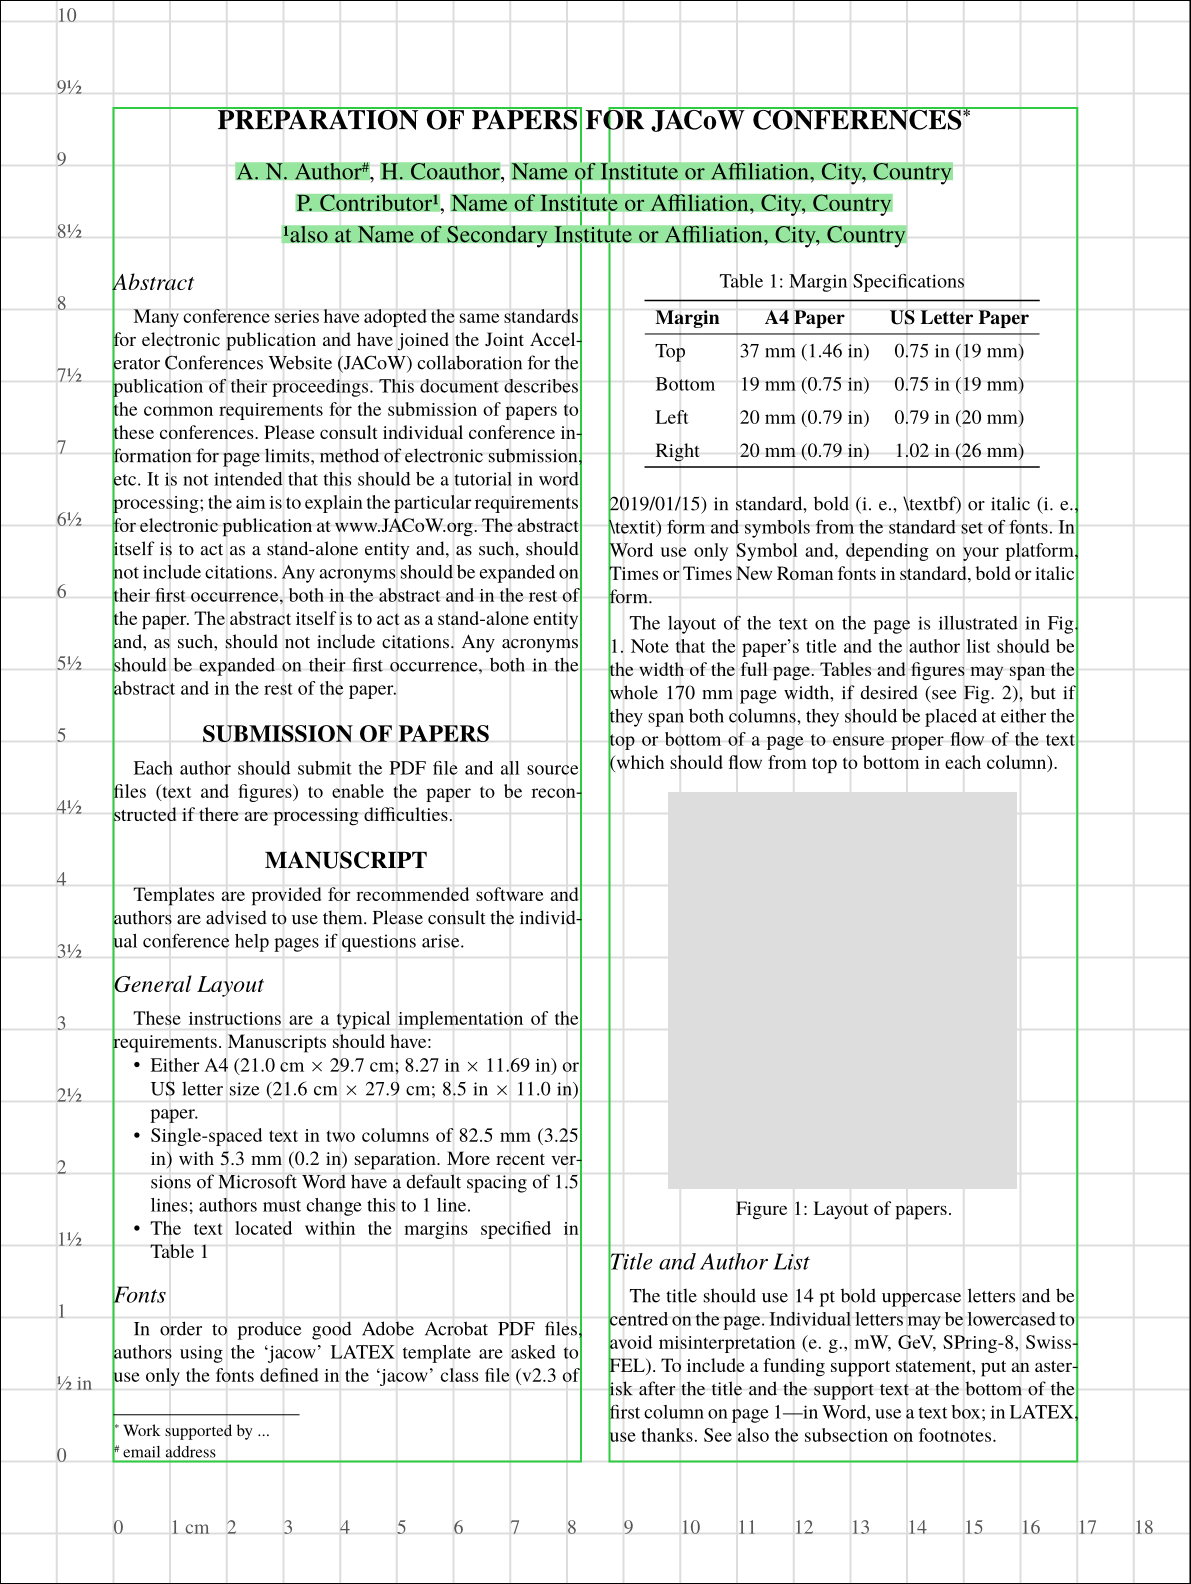 PREPARATION OF PAPERS FOR JACoW CONFERENCES*
A. N. Author#, H. Coauthor, Name of Institute or Affiliation, City, Country
P. Contributor¹, Name of Institute or Affiliation, City, Country
¹also at Name of Secondary Institute or Affiliation, City, Country
Abstract
Many conference series have adopted the same standards
for electronic publication and have joined the Joint Accel-
erator Conferences Website (JACoW) collaboration for the
publication of their proceedings. This document describes
the common requirements for the submission of papers to
these conferences. Please consult individual conference in-
formation for page limits, method of electronic submission,
etc. It is not intended that this should be a tutorial in word
processing; the aim is to explain the particular requirements
for electronic publication at www.JACoW.org. The abstract
itself is to act as a stand-alone entity and, as such, should
not include citations. Any acronyms should be expanded on
their first occurrence, both in the abstract and in the rest of
the paper. The abstract itself is to act as a stand-alone entity
and, as such, should not include citations. Any acronyms
should be expanded on their first occurrence, both in the
abstract and in the rest of the paper.
SUBMISSION OF PAPERS
Each author should submit the PDF file and all source
files (text and figures) to enable the paper to be recon-
structed if there are processing difficulties.
MANUSCRIPT
Templates are provided for recommended software and
authors are advised to use them. Please consult the individ-
ual conference help pages if questions arise.
General Layout
These instructions are a typical implementation of the
requirements. Manuscripts should have:
• Either A4 (21.0 cm × 29.7 cm; 8.27 in × 11.69 in) or
US letter size (21.6 cm × 27.9 cm; 8.5 in × 11.0 in)
paper.
• Single-spaced text in two columns of 82.5 mm (3.25
in) with 5.3 mm (0.2 in) separation. More recent ver-
sions of Microsoft Word have a default spacing of 1.5
lines; authors must change this to 1 line.
• The text located within the margins specified in
Table 1
Fonts
In order to produce good Adobe Acrobat PDF files,
authors using the ‘jacow’ LATEX template are asked to
use only the fonts defined in the ‘jacow’ class file (v2.3 of
* Work supported by ...
# email address
Table 1: Margin Specifications
Margin A4 Paper US Letter Paper
Top 37 mm (1.46 in) 0.75 in (19 mm)
Bottom 19 mm (0.75 in) 0.75 in (19 mm)
Left 20 mm (0.79 in) 0.79 in (20 mm)
Right 20 mm (0.79 in) 1.02 in (26 mm)
2019/01/15) in standard, bold (i. e., \textbf) or italic (i. e.,
\textit) form and symbols from the standard set of fonts. In
Word use only Symbol and, depending on your platform,
Times or Times New Roman fonts in standard, bold or italic
form.
The layout of the text on the page is illustrated in Fig.
1. Note that the paper’s title and the author list should be
the width of the full page. Tables and figures may span the
whole 170 mm page width, if desired (see Fig. 2), but if
they span both columns, they should be placed at either the
top or bottom of a page to ensure proper flow of the text
(which should flow from top to bottom in each column).
Figure 1: Layout of papers.
Title and Author List
The title should use 14 pt bold uppercase letters and be
centred on the page. Individual letters may be lowercased to
avoid misinterpretation (e. g., mW, GeV, SPring-8, Swiss-
FEL). To include a funding support statement, put an aster-
isk after the title and the support text at the bottom of the
first column on page 1—in Word, use a text box; in LATEX,
use thanks. See also the subsection on footnotes.
10
9½
9
8½
8
7½
7
6½
6
5½
5
4½
4
3½
3
2½
2
1½
1
½ in
0
0 1 cm 2 3 4 5 6 7 8 9 10 11 12 13 14 15 16 17 18